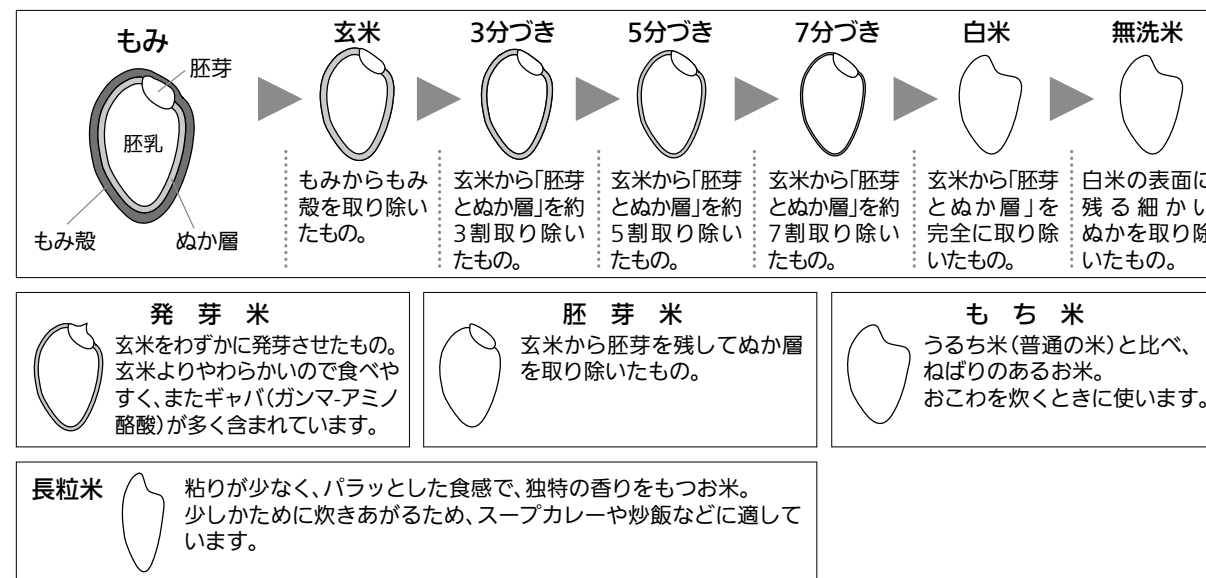 もみ
胚芽
胚乳
もみ殻
ぬか層
玄米
もみからもみ
殻を取り除い
たもの。
3分づき
玄米から「胚芽
とぬか層」を約
3割取り除い
たもの。
5分づき
玄米から「胚芽
とぬか層」を約
5割取り除い
たもの。
7分づき
玄米から「胚芽
とぬか層」を約
7割取り除い
たもの。
白米
玄米から「胚芽
とぬか層」を
完全に取り除
いたもの。
無洗米
白米の表面に
残る細かい
ぬかを取り除
いたもの。
発芽米
玄米をわずかに発芽させたもの。
玄米よりやわらかいので食べや
すく、またギャバ(ガンマ-アミノ
酪酸)が多く含まれています。
胚芽米
玄米から胚芽を残してぬか層
を取り除いたもの。
もち米
うるち米(普通の米)と比べ、
ねばりのあるお米。
おこわを炊くときに使います。
長粒米
粘りが少なく、パラッとした食感で、独特の香りをもつお米。
少しかために炊きあがるため、スープカレーや炒飯などに適して
います。